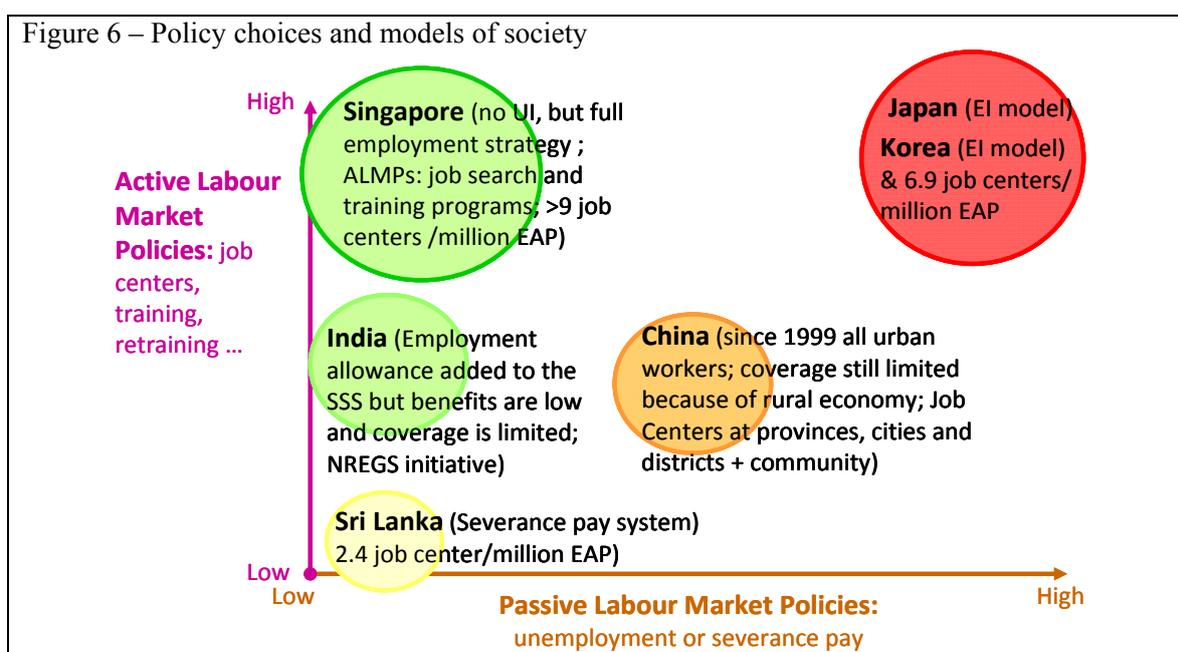 Figure 6 – Policy choices and models of society
High
Active Labour
Market
Policies: job
centers,
training,
retraining ...
Singapore (no UI, but full
employment strategy ;
ALMPs: job search and
training programs; >9 job
centers /million EAP)
Japan (EI model)
Korea (EI model)
& 6.9 job centers/
million EAP
India (Employment
allowance added to the
SSS but benefits are low
and coverage is limited;
NREGS initiative)
China (since 1999 all urban
workers; coverage still limited
because of rural economy; Job
Centers at provinces, cities and
districts + community)
Sri Lanka (Severance pay system)
2.4 job center/million EAP)
Low
Low
High
Passive Labour Market Policies:
unemployment or severance pay